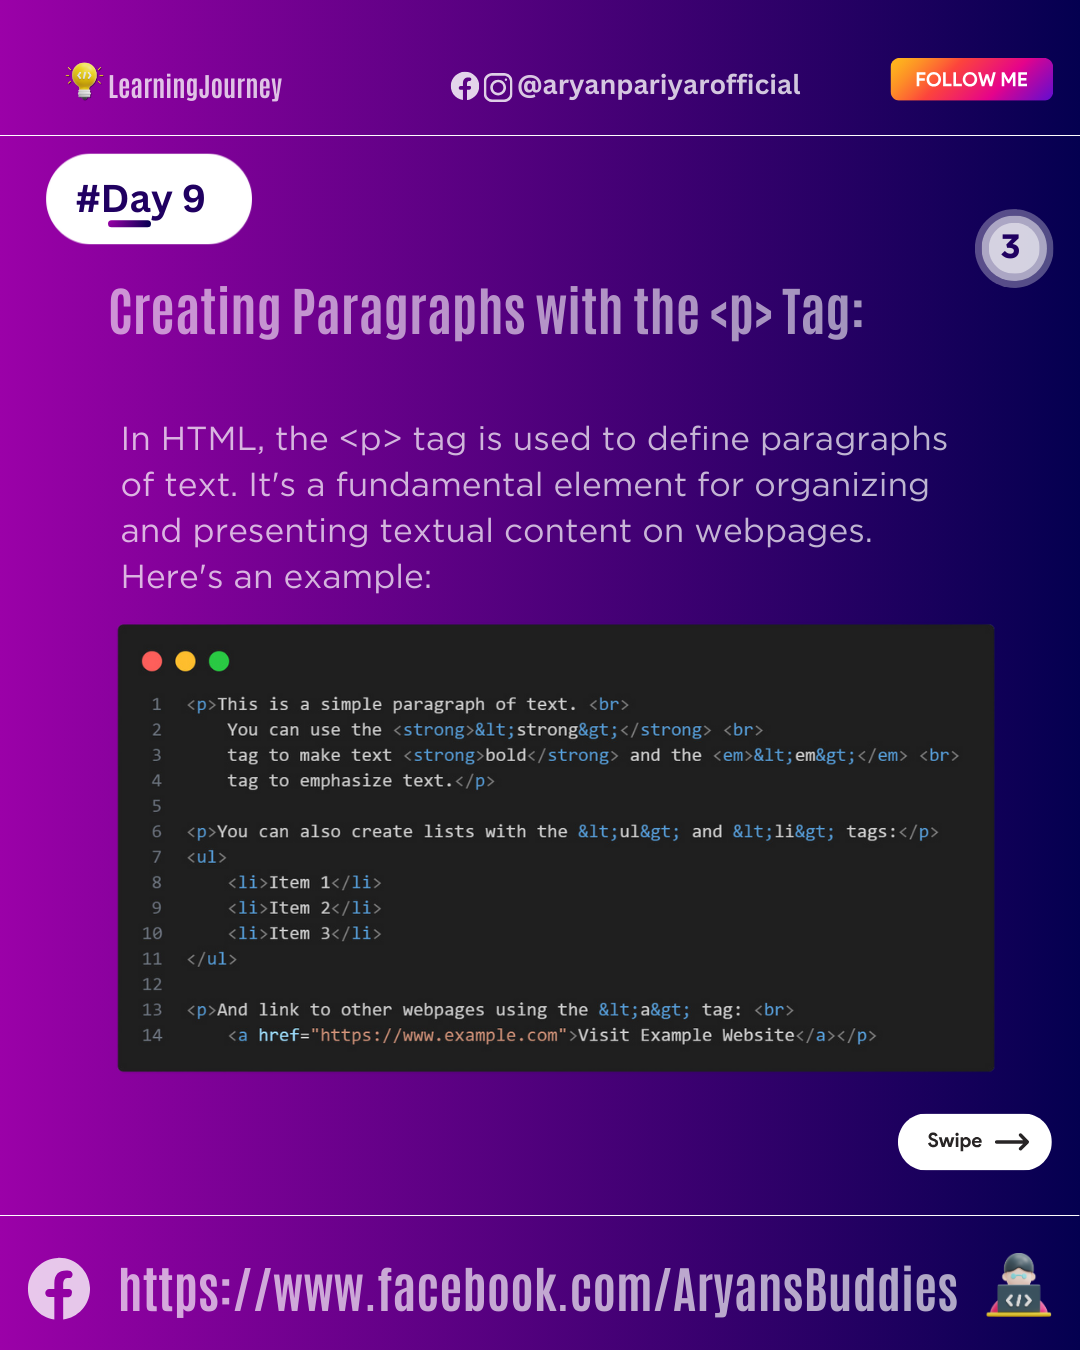 LearningJourney
@aryanpariyarofficial
FOLLOW ME
#Day 9
3
Creating Paragraphs with the <p> Tag:
In HTML, the <p> tag is used to define paragraphs
of text. It's a fundamental element for organizing
and presenting textual content on webpages.
Here's an example:
1 <p>This is a simple paragraph of text. <br>
2     You can use the <strong>&lt;strong&gt;</strong> <br>
3     tag to make text <strong>bold</strong> and the <em>&lt;em&gt;</em> <br>
4     tag to emphasize text.</p>
5
6 <p>You can also create lists with the &lt;ul&gt; and &lt;li&gt; tags:</p>
7 <ul>
8     <li>Item 1</li>
9     <li>Item 2</li>
10     <li>Item 3</li>
11 </ul>
12
13 <p>And link to other webpages using the &lt;a&gt; tag: <br>
14     <a href="https://www.example.com">Visit Example Website</a></p>
Swipe
https://www.facebook.com/AryansBuddies